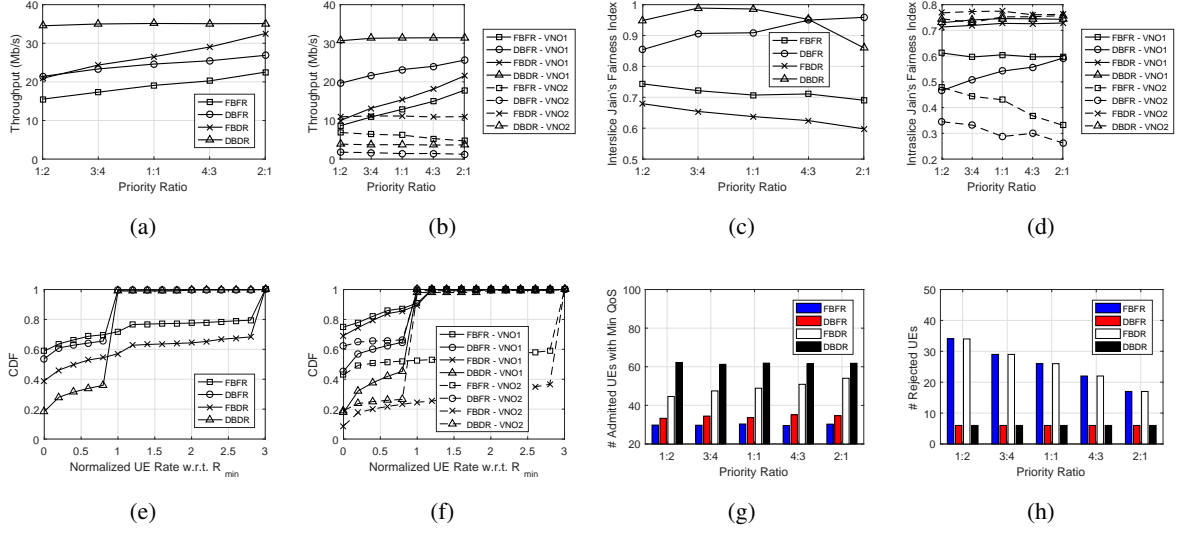 40
30
20
10
0
Throughput (Mb/s)
1:2 3:4 1:1 4:3 2:1
Priority Ratio
FBFR
DBFR
FBDR
DBDR
(a)
40
30
20
10
0
Throughput (Mb/s)
1:2 3:4 1:1 4:3 2:1
Priority Ratio
FBFR - VNO1
DBFR - VNO1
FBDR - VNO1
DBDR - VNO1
FBFR - VNO2
DBFR - VNO2
FBDR - VNO2
DBDR - VNO2
(b)
1
0.9
0.8
0.7
0.6
0.5
Interslice Jain's Fairness Index
1:2 3:4 1:1 4:3 2:1
Priority Ratio
FBFR
DBFR
FBDR
DBDR
(c)
0.8
0.7
0.6
0.5
0.4
0.3
0.2
Intraslice Jain's Fairness Index
1:2 3:4 1:1 4:3 2:1
Priority Ratio
FBFR - VNO1
DBFR - VNO1
FBDR - VNO1
DBDR - VNO1
FBFR - VNO2
DBFR - VNO2
FBDR - VNO2
DBDR - VNO2
(d)
1
0.8
0.6
0.4
0.2
0
CDF
0 0.5 1 1.5 2 2.5 3
Normalized UE Rate w.r.t. R min
FBFR
DBFR
FBDR
DBDR
(e)
1
0.8
0.6
0.4
0.2
0
CDF
0 0.5 1 1.5 2 2.5 3
Normalized UE Rate w.r.t. R min
FBFR - VNO1
DBFR - VNO1
FBDR - VNO1
DBDR - VNO1
FBFR - VNO2
DBFR - VNO2
FBDR - VNO2
DBDR - VNO2
(f)
100
80
60
40
20
# Admitted UEs with Min QoS
1:2 3:4 1:1 4:3 2:1
Priority Ratio
FBFR
DBFR
FBDR
DBDR
(g)
50
40
30
20
10
0
# Rejected UEs
1:2 3:4 1:1 4:3 2:1
Priority Ratio
FBFR
DBFR
FBDR
DBDR
(h)